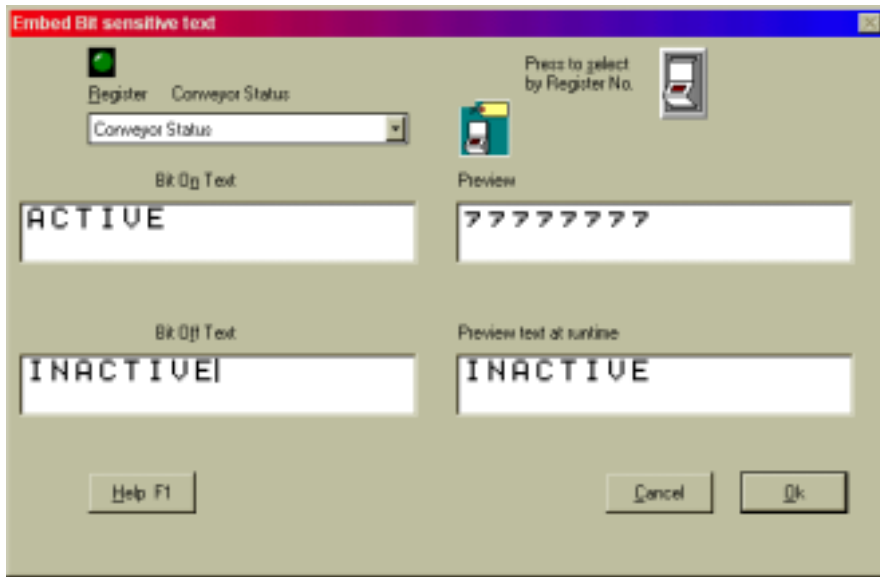 Embed Bit sensitive text
Press to select
by Register No.
Register Conveyor Status
Conveyor Status
Bit On Text
Preview
ACTIVE
77777777
Bit Off Text
Preview text at runtime
INACTIVE
INACTIVE
Help F1
Cancel
Ok